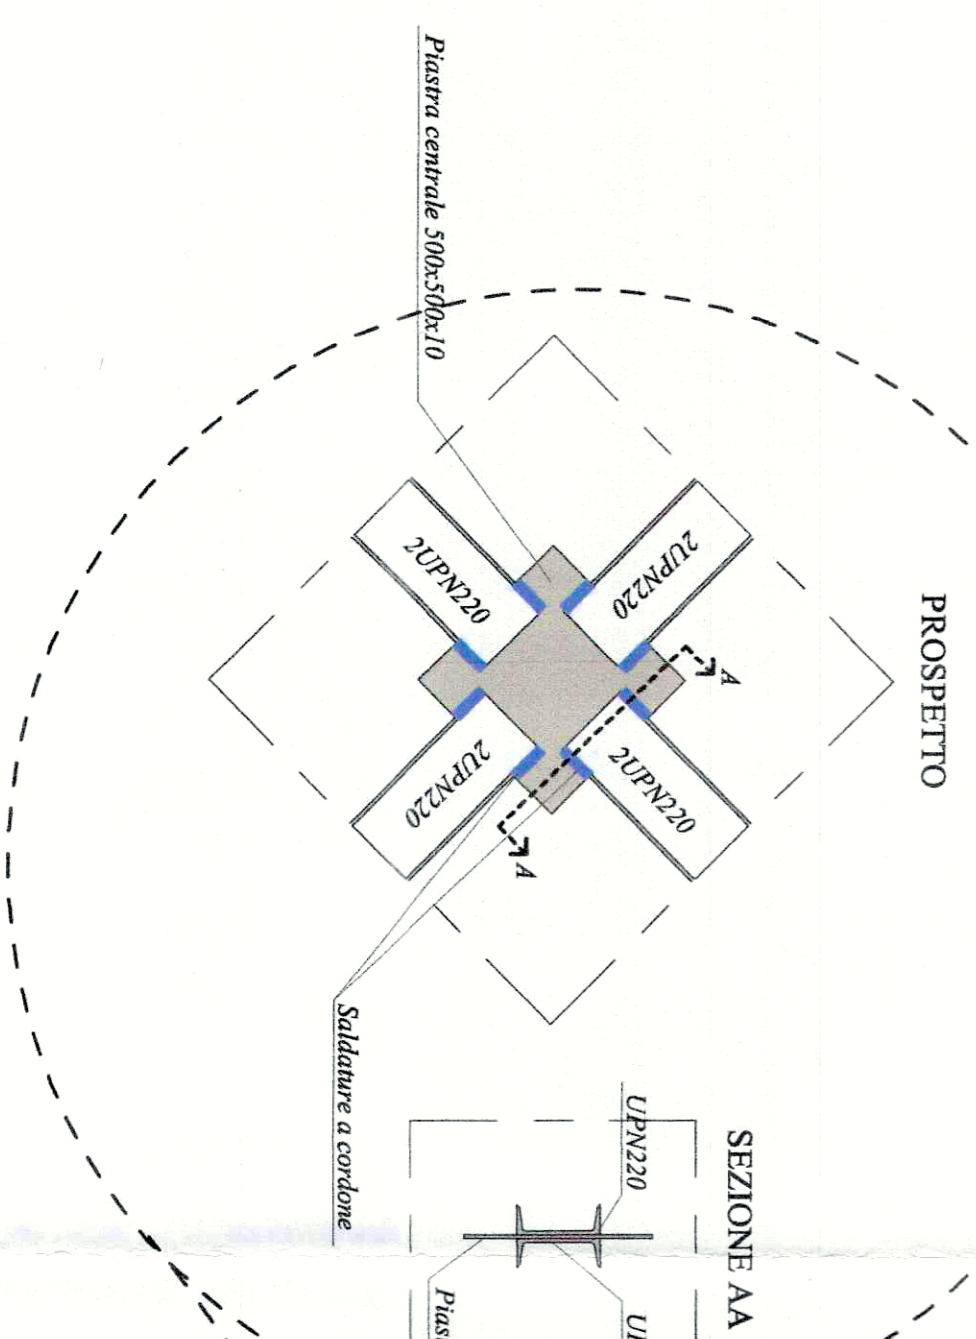 PROSPETTO
Piastra centrale 500x500x10
2UPN220
2UPN220
2UPN220
2UPN220
A
A
Saldature a cordone
SEZIONE AA
UPN220